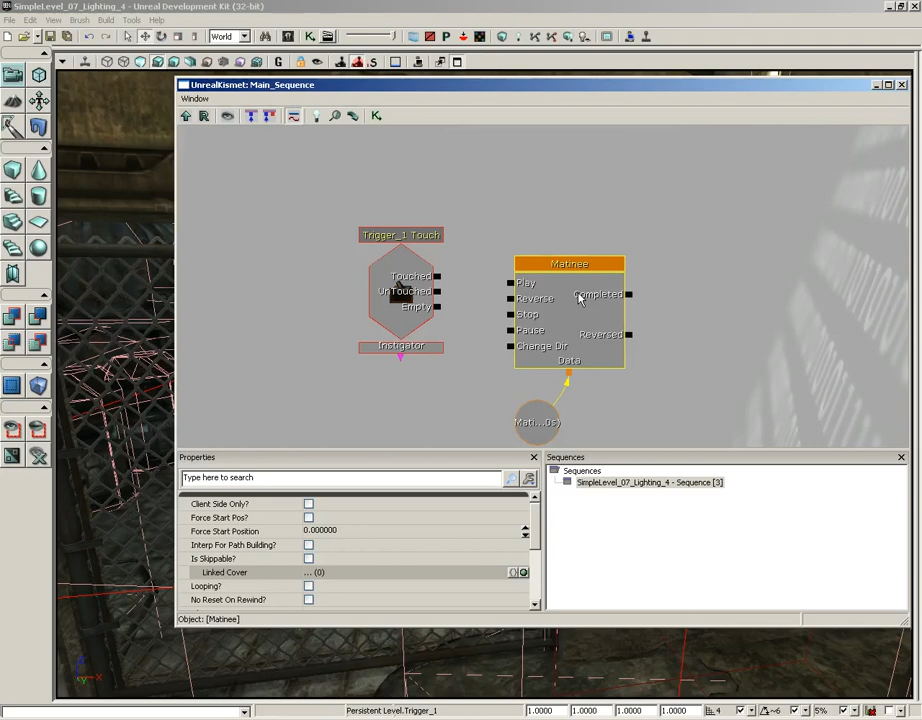 SimpleLevel_07_Lighting_4 - Unreal Development Kit (32-bit)
File Edit View Brush Build Tools Help
World
UnrealKismet: Main_Sequence
Window
Trigger_1 Touch
Touched
UnTouched
Empty
Instigator
Matinee
Play
Reverse
Stop
Pause
Change Dir
Completed
Reversed
Data
Mati...0s)
Properties
Type here to search
Client Side Only?
Force Start Pos?
Force Start Position 0.000000
Interp For Path Building?
Is Skippable?
Linked Cover ... (0)
Looping?
No Reset On Rewind?
Object: [Matinee]
Sequences
Sequences
SimpleLevel_07_Lighting_4 - Sequence [3]
Persistent Level.Trigger_1 1.0000 1.0000 1.0000 1.0000 4 ~6 5%